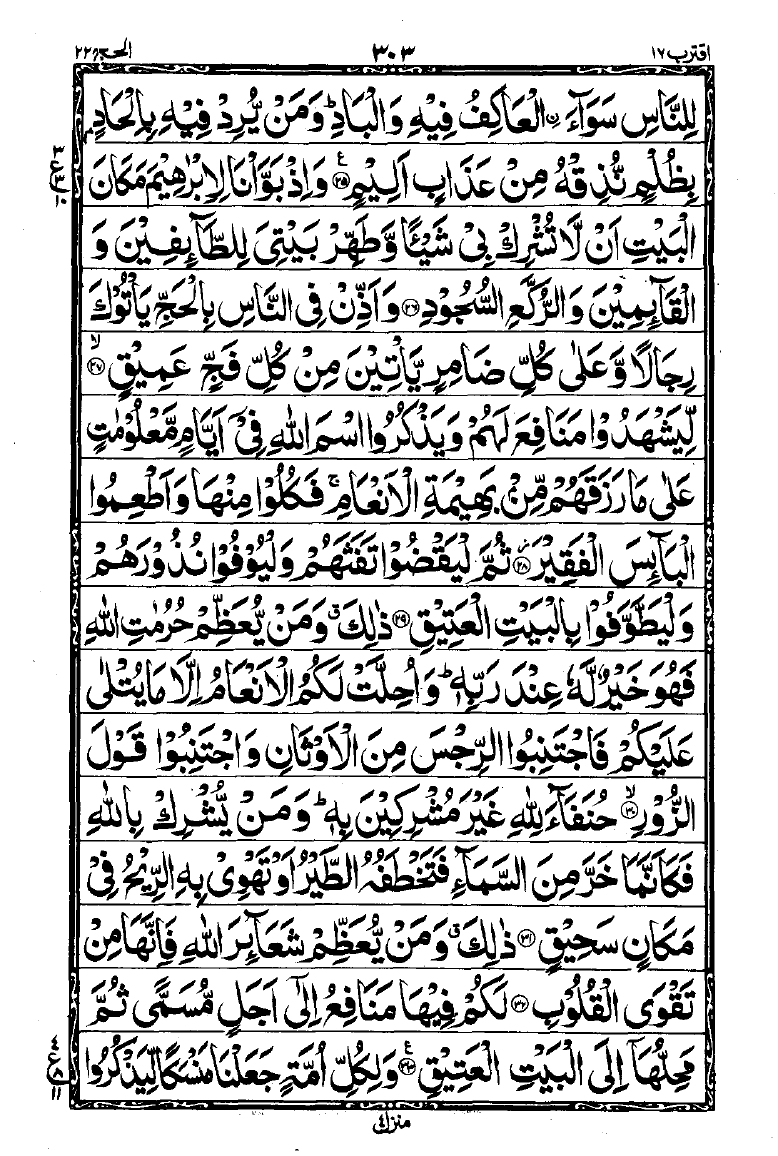 اقترب ١٧
٣٠٣
الحج ٢٢
لِلنَّاسِ سَوَآءَ ۨالْعَاكِفُ فِيْهِ وَالْبَادِ ؕ وَمَنْ يُّرِدْ فِيْهِ بِاِلْحَادٍۭ
بِظُلْمٍ نُّذِقْهُ مِنْ عَذَابٍ اَلِيْمٍ ﴿٢٥﴾ ع وَاِذْ بَوَّاْنَا لِاِبْرٰهِيْمَ مَكَانَ
الْبَيْتِ اَنْ لَّا تُشْرِكْ بِىْ شَيْـًٔا وَّطَهِّرْ بَيْتِىَ لِلطَّآئِفِيْنَ وَ
الْقَآئِمِيْنَ وَالرُّكَّعِ السُّجُوْدِ ﴿٢٦﴾ وَاَذِّنْ فِى النَّاسِ بِالْحَجِّ يَاْتُوْكَ
رِجَالًا وَّعَلٰى كُلِّ ضَامِرٍ يَّاْتِيْنَ مِنْ كُلِّ فَجٍّ عَمِيْقٍ ﴿٢٧﴾ ۙ
لِّيَشْهَدُوْا مَنَافِعَ لَهُمْ وَيَذْكُرُوا اسْمَ اللّٰهِ فِىْۤ اَيَّامٍ مَّعْلُوْمٰتٍ
عَلٰى مَا رَزَقَهُمْ مِّنْۢ بَهِيْمَةِ الْاَنْعَامِ ۚ فَكُلُوْا مِنْهَا وَاَطْعِمُوا
الْبَآئِسَ الْفَقِيْرَ ﴿٢٨﴾ ثُمَّ لْيَقْضُوْا تَفَثَهُمْ وَلْيُوْفُوْا نُذُوْرَهُمْ
وَلْيَطَّوَّفُوْا بِالْبَيْتِ الْعَتِيْقِ ﴿٢٩﴾ ذٰلِكَ ۗ وَمَنْ يُّعَظِّمْ حُرُمٰتِ اللّٰهِ
فَهُوَ خَيْرٌ لَّهٗ عِنْدَ رَبِّهٖ ؕ وَاُحِلَّتْ لَكُمُ الْاَنْعَامُ اِلَّا مَا يُتْلٰى
عَلَيْكُمْ فَاجْتَنِبُوا الرِّجْسَ مِنَ الْاَوْثَانِ وَاجْتَنِبُوْا قَوْلَ
الزُّوْرِ ﴿٣٠﴾ ۙ حُنَفَآءَ لِلّٰهِ غَيْرَ مُشْرِكِيْنَ بِهٖ ؕ وَمَنْ يُّشْرِكْ بِاللّٰهِ
فَكَاَنَّمَا خَرَّ مِنَ السَّمَآءِ فَتَخْطَفُهُ الطَّيْرُ اَوْ تَهْوِىْ بِهِ الرِّيْحُ فِىْ
مَكَانٍ سَحِيْقٍ ﴿٣١﴾ ذٰلِكَ ۗ وَمَنْ يُّعَظِّمْ شَعَآئِرَ اللّٰهِ فَاِنَّهَا مِنْ
تَقْوَى الْقُلُوْبِ ﴿٣٢﴾ لَكُمْ فِيْهَا مَنَافِعُ اِلٰٓى اَجَلٍ مُّسَمًّى ثُمَّ
مَحِلُّهَاۤ اِلَى الْبَيْتِ الْعَتِيْقِ ﴿٣٣﴾ ع وَلِكُلِّ اُمَّةٍ جَعَلْنَا مَنْسَكًا لِّيَذْكُرُوا
منزل ٤